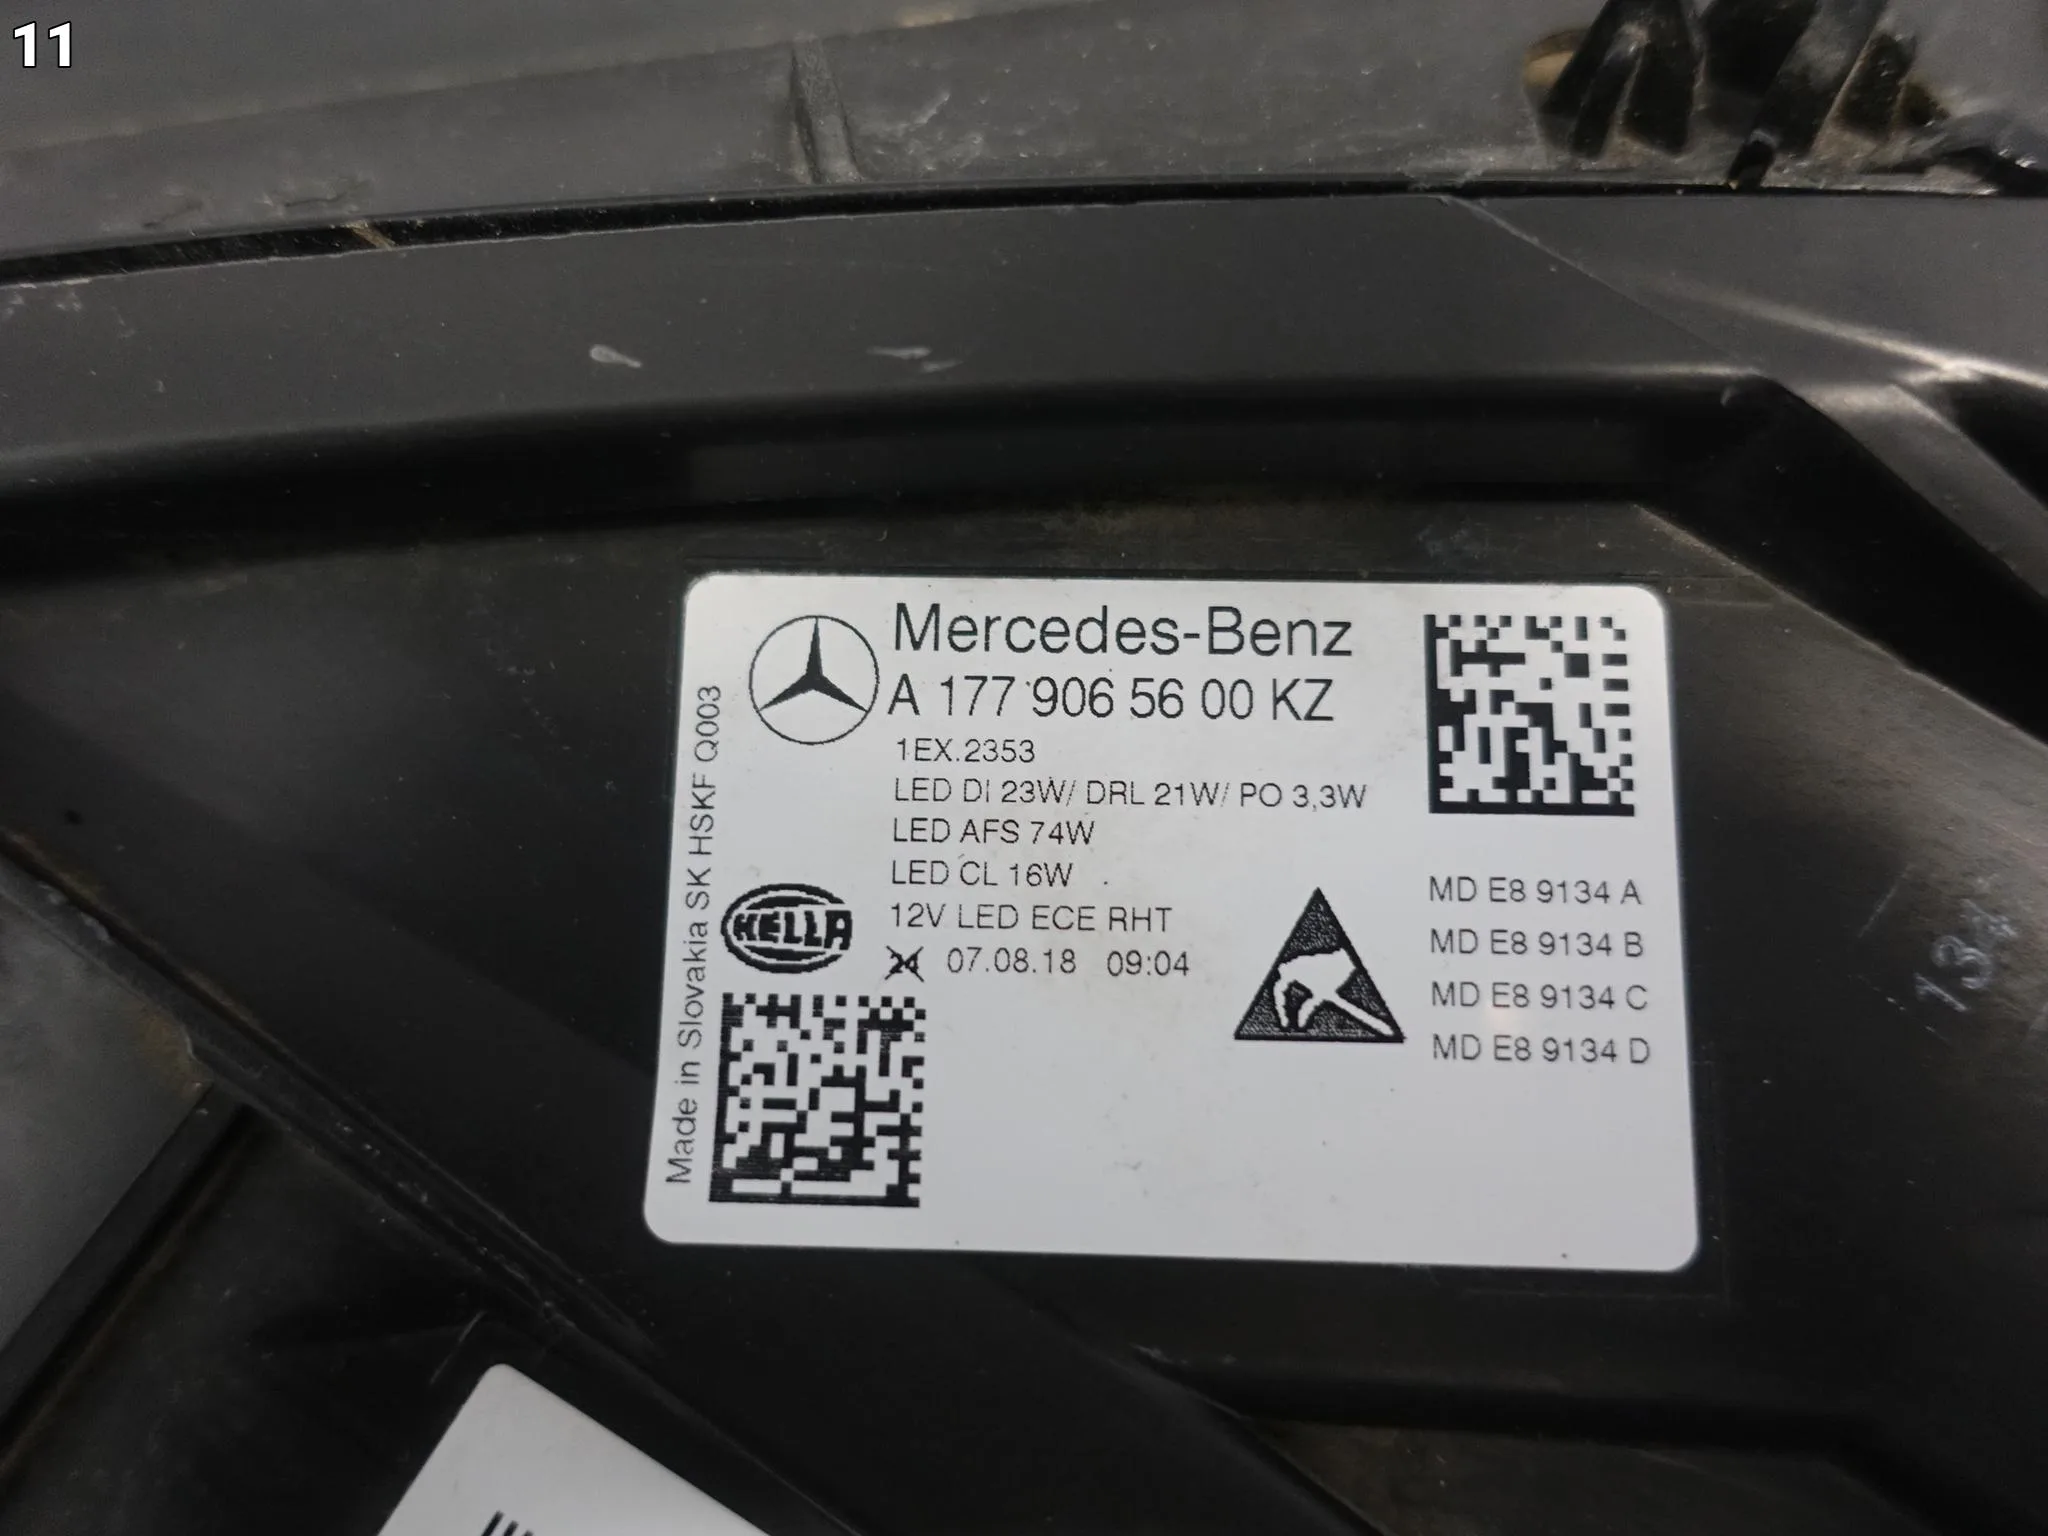 11
Mercedes-Benz
A 177 906 56 00 KZ
1EX.2353
LED DI 23W/ DRL 21W/ PO 3,3W
LED AFS 74W
LED CL 16W
12V LED ECE RHT
24 07.08.18 09:04
HELLA
Made in Slovakia SK HSKF Q003
MD E8 9134 A
MD E8 9134 B
MD E8 9134 C
MD E8 9134 D